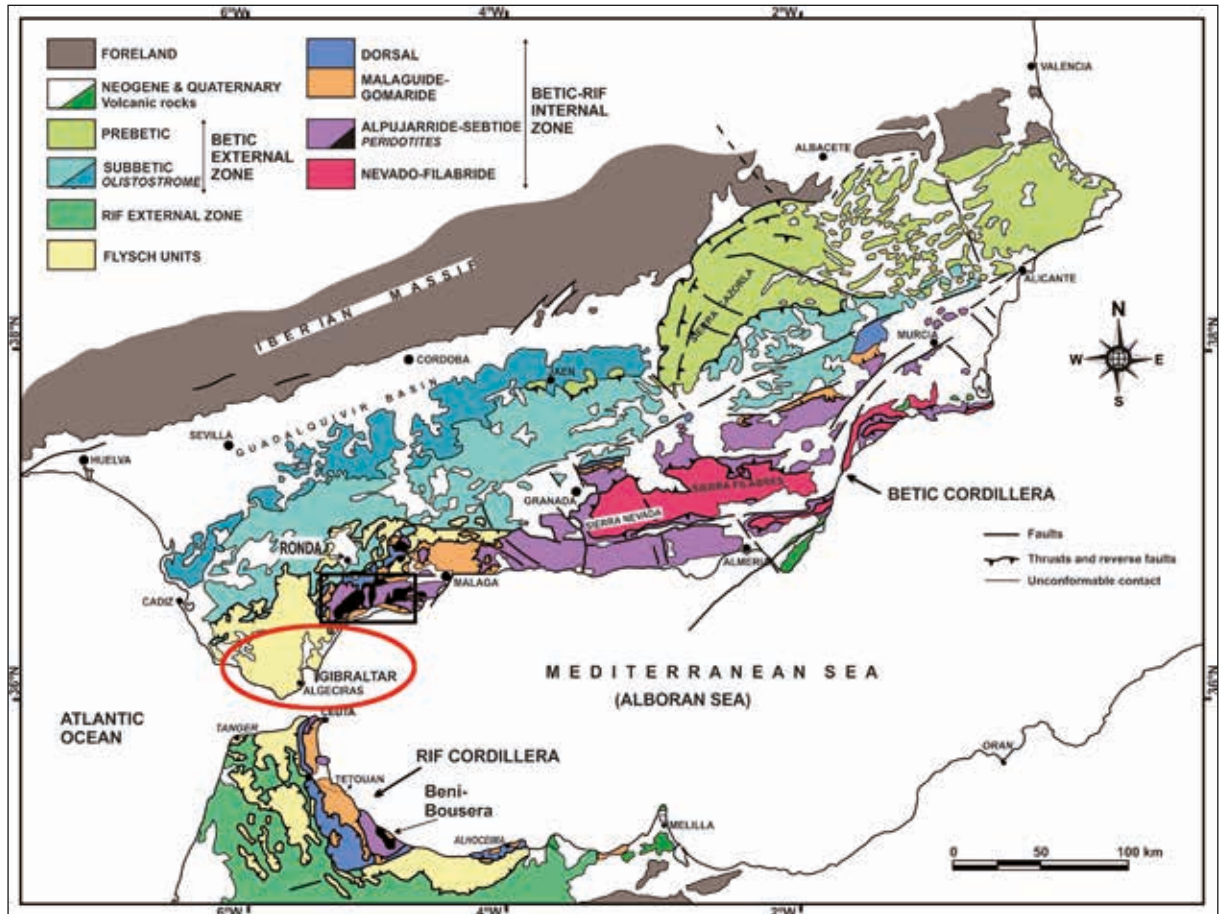 6°W
4°W
2°W
FORELAND
NEOGENE & QUATERNARY
Volcanic rocks
PREBETIC
SUBBETIC
OLISTOSTROME
BETIC
EXTERNAL
ZONE
RIF EXTERNAL ZONE
FLYSCH UNITS
DORSAL
MALAGUIDE-
GOMARIDE
ALPUJARRIDE-SEBTIDE
PERIDOTITES
NEVADO-FILABRIDE
BETIC-RIF
INTERNAL
ZONE
VALENCIA
ALBACETE
IBERIAN MASSIF
SIERRA CAZORLA
ALICANTE
38°N
38°N
CORDOBA
JAEN
MURCIA
N
W
E
S
GUADALQUIVIR BASIN
SEVILLA
HUELVA
GRANADA
SIERRA FILABRES
SIERRA NEVADA
BETIC CORDILLERA
RONDA
MALAGA
ALMERIA
Faults
Thrusts and reverse faults
Unconformable contact
CADIZ
36°N
36°N
GIBRALTAR
ALGECIRAS
MEDITERRANEAN SEA
(ALBORAN SEA)
ATLANTIC
OCEAN
CEUTA
TANGER
RIF CORDILLERA
TETOUAN
ORAN
Beni-
Bousera
ALHOCEIMA
MELILLA
0
50
100 km
6°W
4°W
2°W